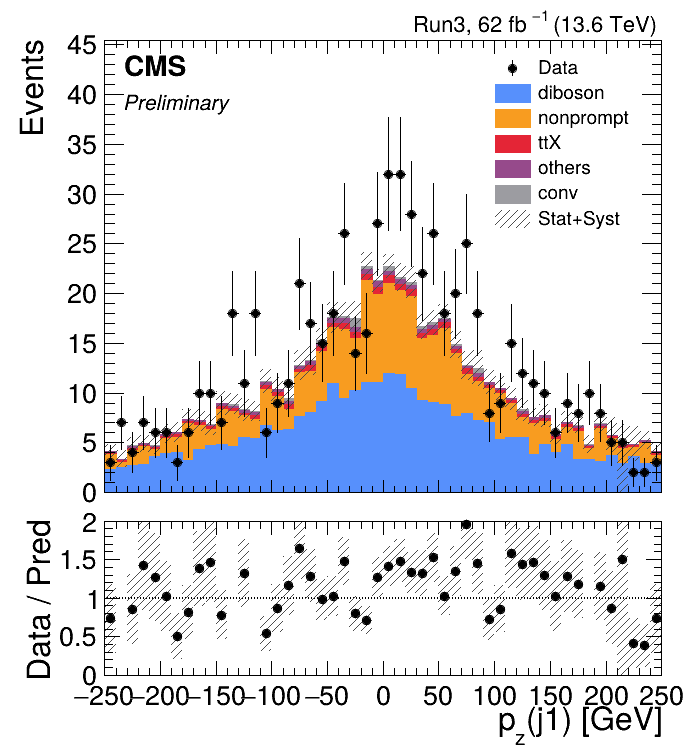 Run3, 62 fb⁻¹ (13.6 TeV)
CMS
Preliminary
Events
45
40
35
30
25
20
15
10
5
0
Data
diboson
nonprompt
ttX
others
conv
Stat+Syst
Data / Pred
2
1.5
1
0.5
0
−250 −200 −150 −100 −50 0 50 100 150 200 250
p_z(j1) [GeV]